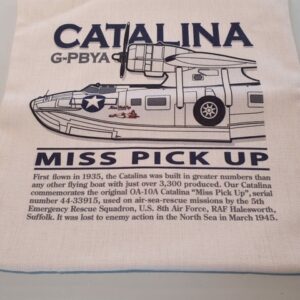 CATALINA
G-PBYA
MISS PICK UP
First flown in 1935, the Catalina was built in greater numbers than
any other flying boat with just over 3,300 produced. Our Catalina
commemorates the original OA-10A Catalina "Miss Pick Up", serial
number 44-33915, used on air-sea-rescue missions by the 5th
Emergency Rescue Squadron, U.S. 8th Air Force, RAF Halesworth,
Suffolk. It was lost to enemy action in the North Sea in March 1945.